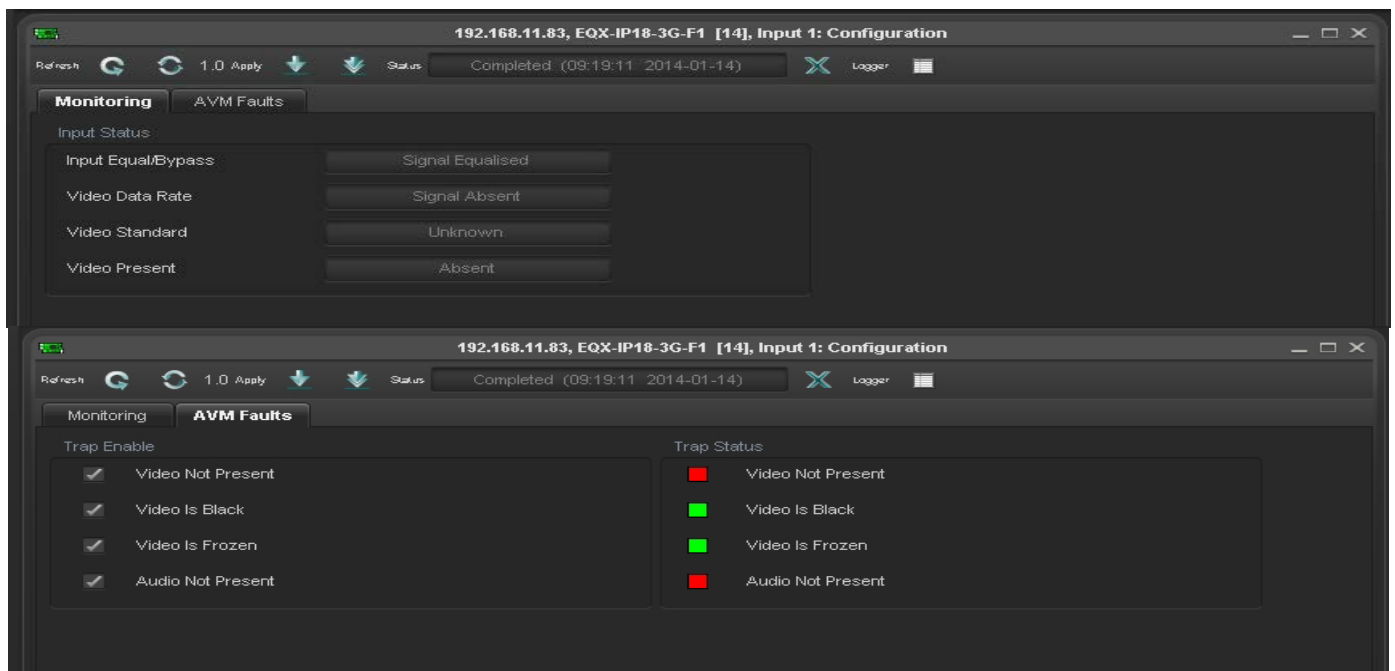 192.168.11.83, EQX-IP18-3G-F1 [14], Input 1: Configuration
Refresh 1.0 Apply Status Completed (09:19:11 2014-01-14) Logger
Monitoring AVM Faults
Input Status
Input Equal/Bypass Signal Equalised
Video Data Rate Signal Absent
Video Standard Unknown
Video Present Absent
192.168.11.83, EQX-IP18-3G-F1 [14], Input 1: Configuration
Refresh 1.0 Apply Status Completed (09:19:11 2014-01-14) Logger
Monitoring AVM Faults
Trap Enable Trap Status
Video Not Present Video Not Present
Video Is Black Video Is Black
Video Is Frozen Video Is Frozen
Audio Not Present Audio Not Present